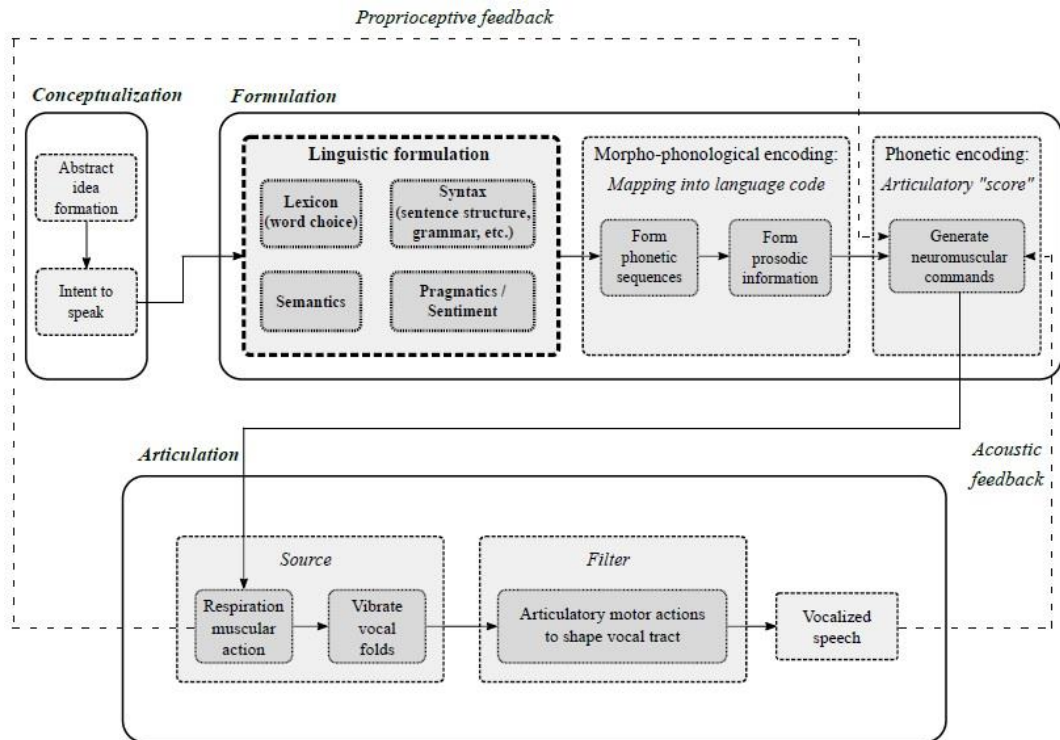 Proprioceptive feedback
Conceptualization
Formulation
Abstract
idea
formation
Intent to
speak
Linguistic formulation
Lexicon
(word choice)
Syntax
(sentence structure,
grammar, etc.)
Semantics
Pragmatics /
Sentiment
Morpho-phonological encoding:
Mapping into language code
Form
phonetic
sequences
Form
prosodic
information
Phonetic encoding:
Articulatory "score"
Generate
neuromuscular
commands
Acoustic
feedback
Articulation
Source
Respiration
muscular
action
Vibrate
vocal
folds
Filter
Articulatory motor actions
to shape vocal tract
Vocalized
speech